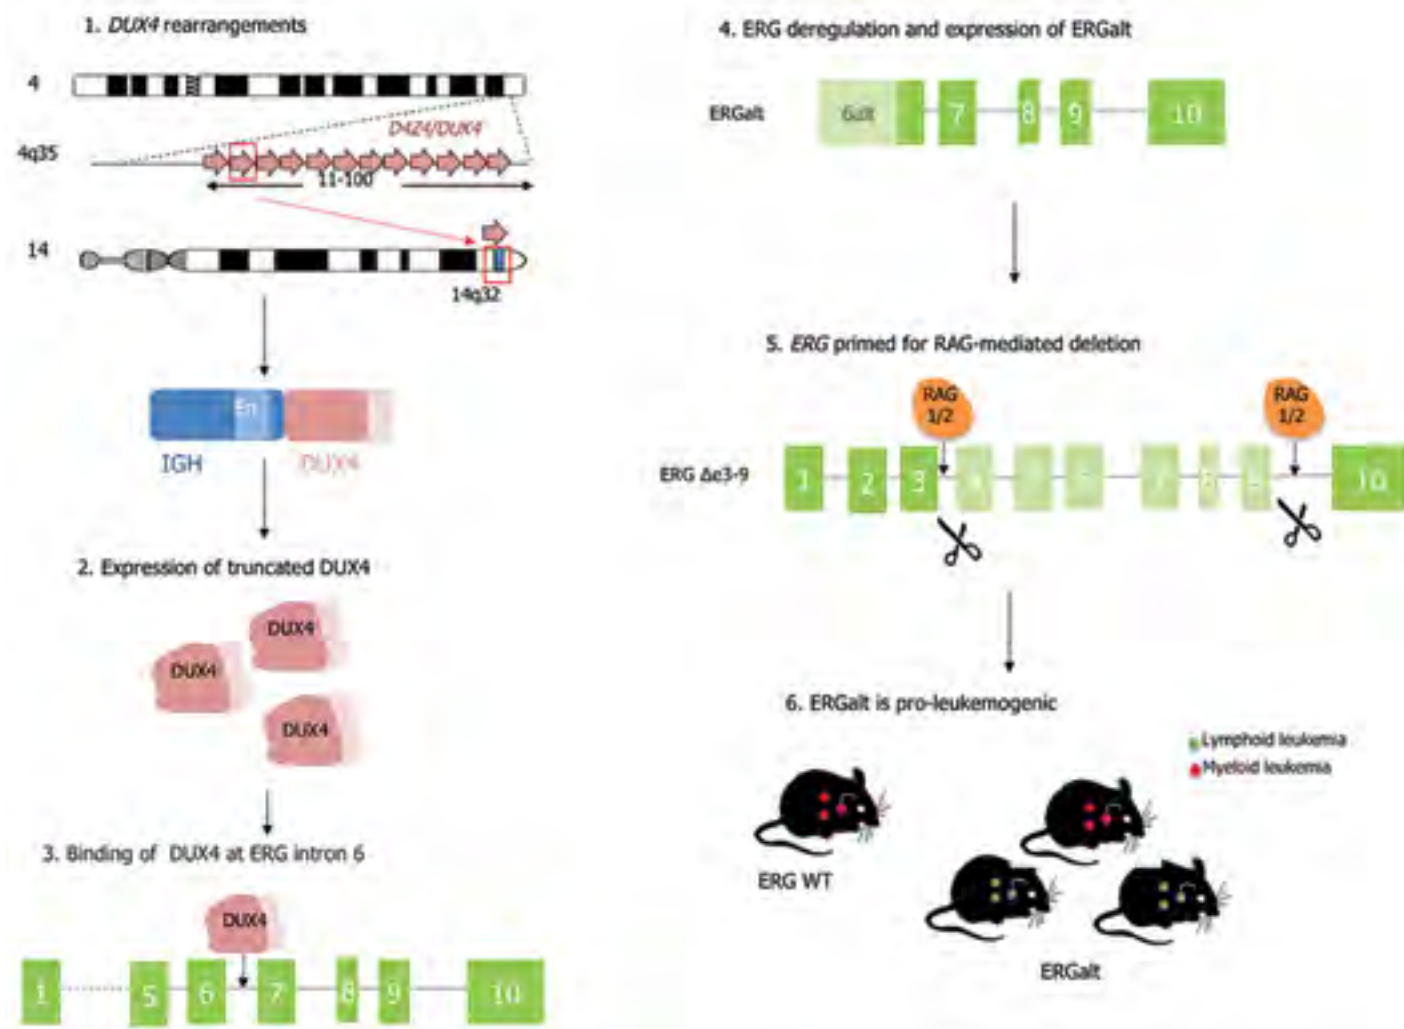 1. DUX4 rearrangements
4
D4Z4/DUX4
4q35
11-100
14
14q32
En
IGH
DUX4
2. Expression of truncated DUX4
DUX4
DUX4
DUX4
3. Binding of DUX4 at ERG intron 6
DUX4
1 5 6 7 8 9 10
4. ERG deregulation and expression of ERGalt
ERGalt
6alt 7 8 9 10
5. ERG primed for RAG-mediated deletion
RAG
1/2
RAG
1/2
ERG Δe3-9
1 2 3 10
6. ERGalt is pro-leukemogenic
Lymphoid leukemia
Myeloid leukemia
ERG WT
ERGalt